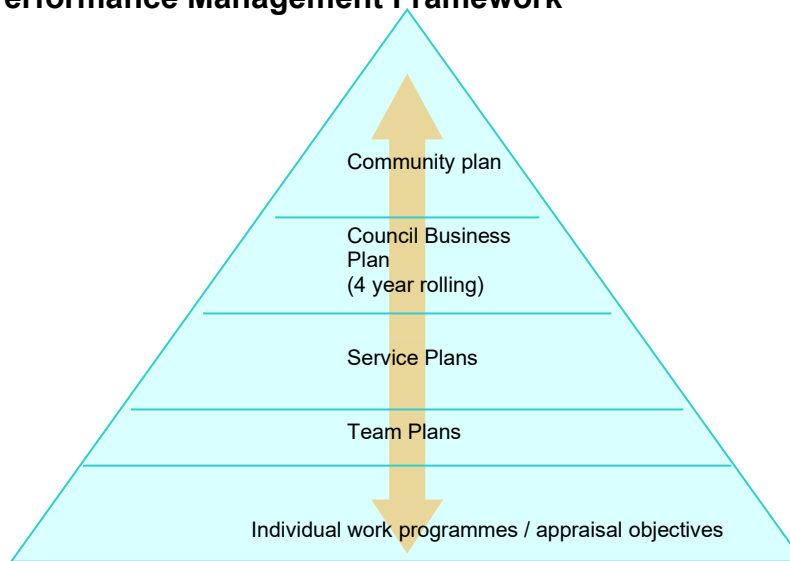 erformance Management Framework
Community plan
Council Business
Plan
(4 year rolling)
Service Plans
Team Plans
Individual work programmes / appraisal objectives